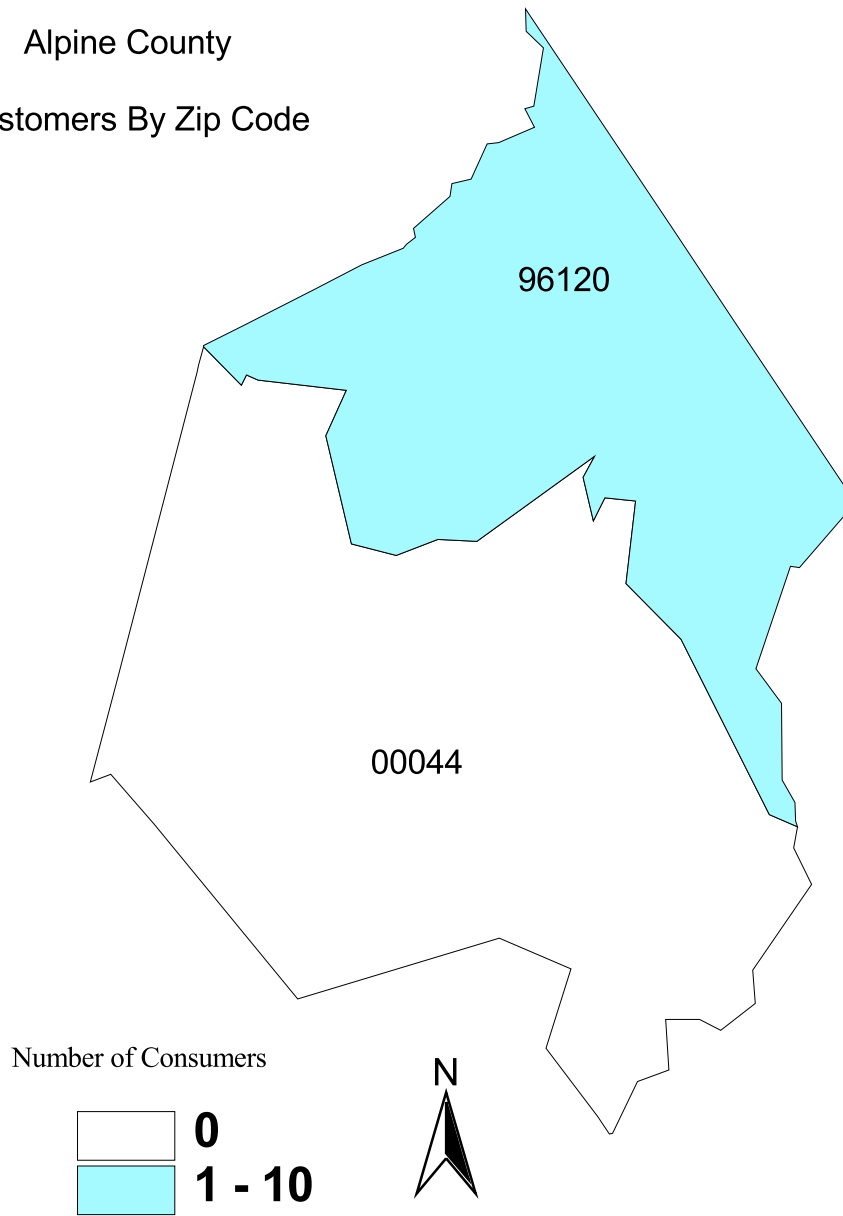 Alpine County
stomers By Zip Code
96120
00044
Number of Consumers
N
0
1 - 10